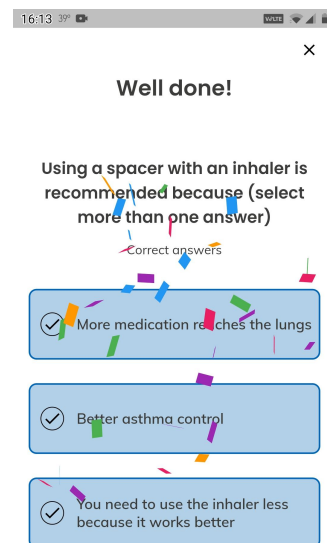 16:13 39° VoLTE
Well done!
Using a spacer with an inhaler is
recommended because (select
more than one answer)
Correct answers
More medication reaches the lungs
Better asthma control
You need to use the inhaler less
because it works better